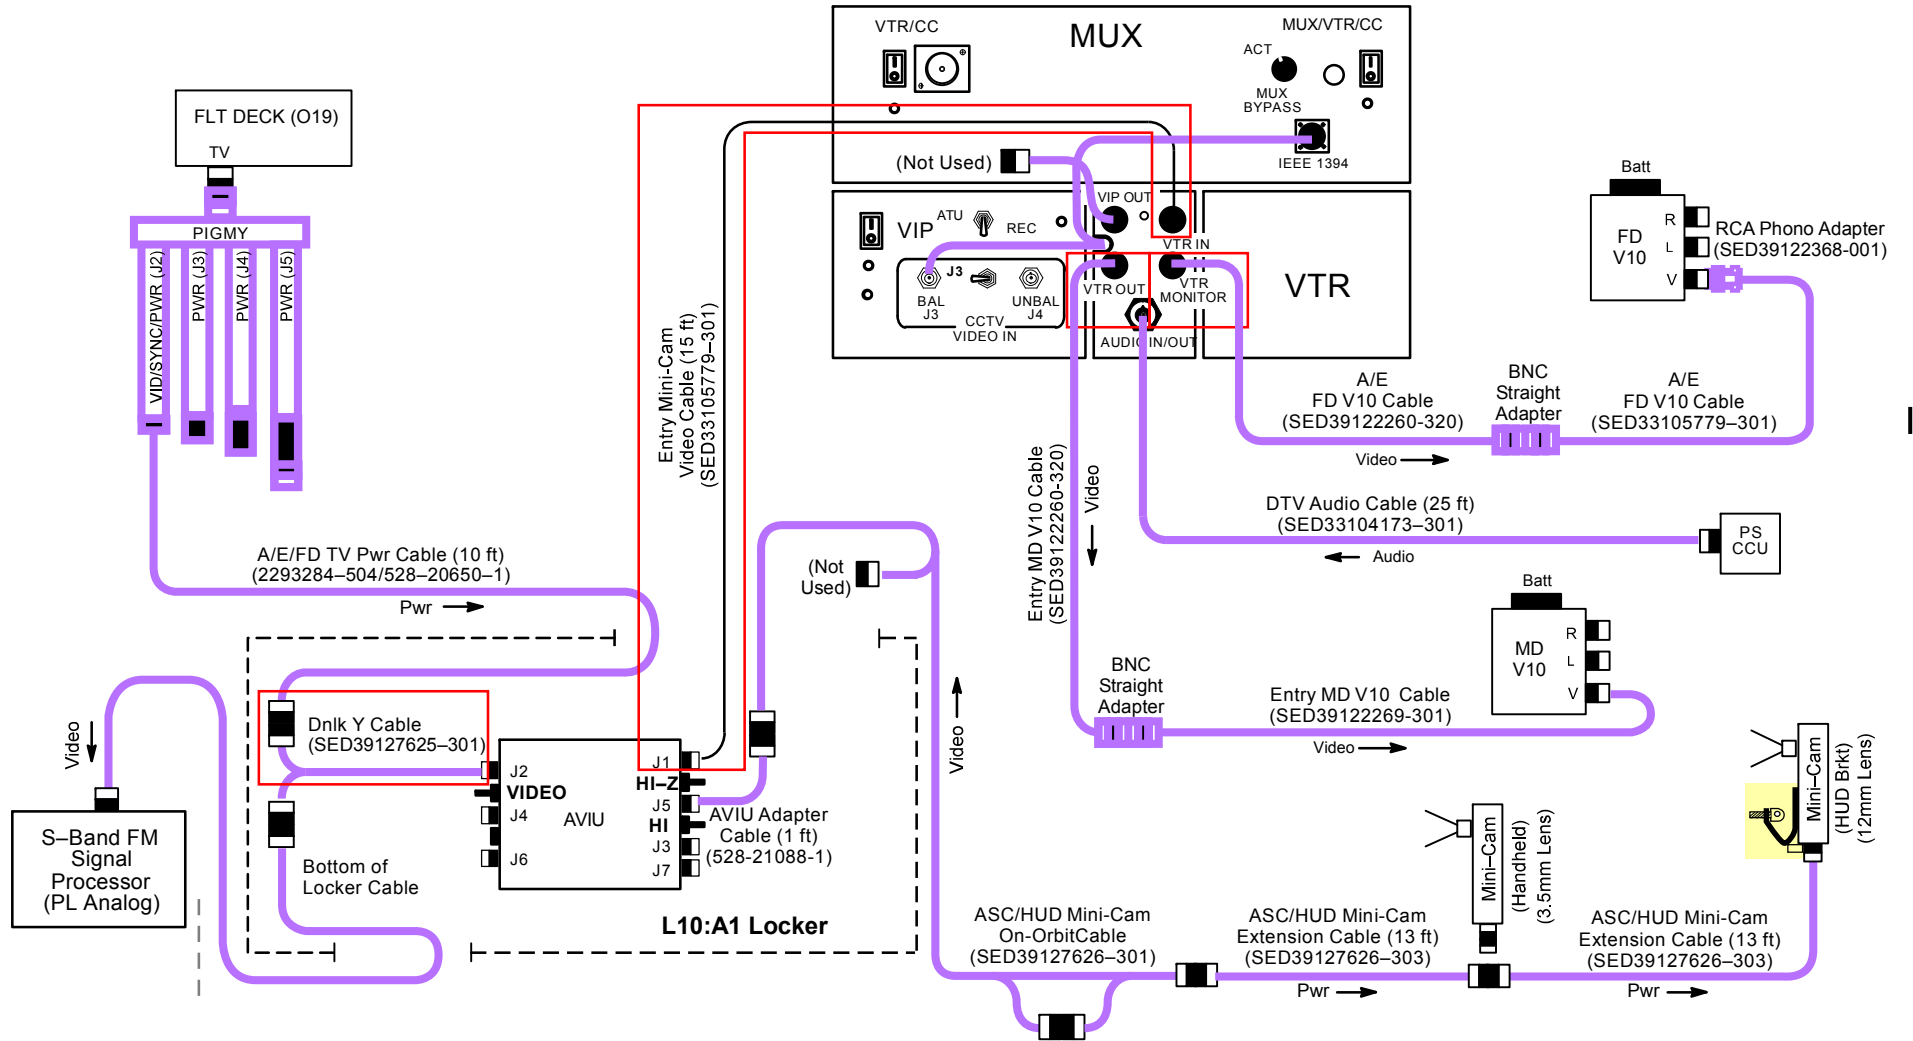 VTR/CC
MUX
MUX/VTR/CC
ACT
MUX
BYPASS
IEEE 1394
FLT DECK (O19)
TV
PIGMY
VID/SYNC/PWR (J2)
PWR (J3)
PWR (J4)
PWR (J5)
(Not Used)
VIP OUT
VTR IN
VIP
ATU
REC
J3
BAL
J3
UNBAL
J4
CCTV
VIDEO IN
VTR OUT
VTR
MONITOR
AUDIO IN/OUT
VTR
Batt
FD
V10
R
L
V
RCA Phono Adapter
(SED39122368-001)
Entry Mini-Cam
Video Cable (15 ft)
(SED33105779–301)
A/E
FD V10 Cable
(SED39122260-320)
Video
BNC
Straight
Adapter
A/E
FD V10 Cable
(SED33105779–301)
Entry MD V10 Cable
(SED39122260-320)
Video
DTV Audio Cable (25 ft)
(SED33104173–301)
Audio
PS
CCU
A/E/FD TV Pwr Cable (10 ft)
(2293284–504/528–20650–1)
Pwr
(Not
Used)
Batt
MD
V10
R
L
V
BNC
Straight
Adapter
Entry MD V10 Cable
(SED39122269-301)
Video
Video
Dnlk Y Cable
(SED39127625–301)
J2
VIDEO
J4
J6
AVIU
J1
HI–Z
J5
HI
J3
J7
AVIU Adapter
Cable (1 ft)
(528-21088-1)
Video
S–Band FM
Signal
Processor
(PL Analog)
Bottom of
Locker Cable
L10:A1 Locker
ASC/HUD Mini-Cam
On-OrbitCable
(SED39127626–301)
ASC/HUD Mini-Cam
Extension Cable (13 ft)
(SED39127626–303)
Pwr
Mini–Cam
(Handheld)
(3.5mm Lens)
ASC/HUD Mini-Cam
Extension Cable (13 ft)
(SED39127626–303)
Pwr
Mini–Cam
(HUD Brkt)
(12mm Lens)